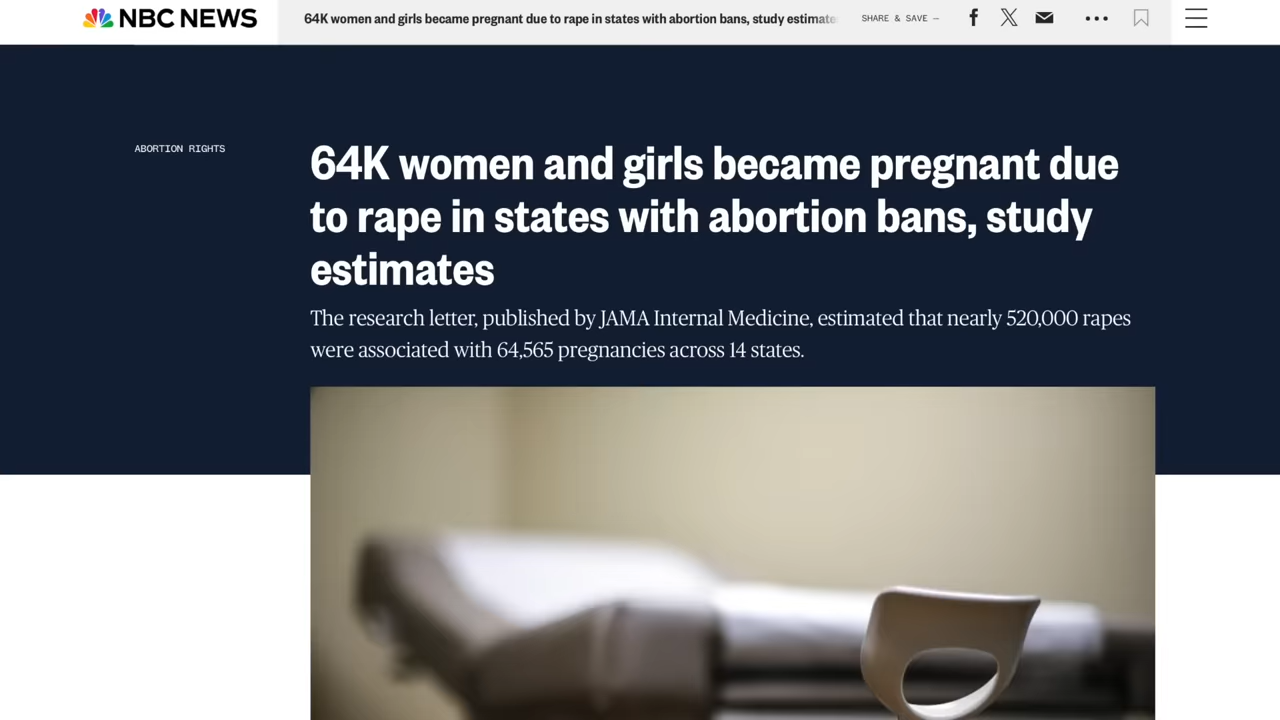 NBC NEWS
64K women and girls became pregnant due to rape in states with abortion bans, study estimate
SHARE & SAVE —
ABORTION RIGHTS
64K women and girls became pregnant due
to rape in states with abortion bans, study
estimates
The research letter, published by JAMA Internal Medicine, estimated that nearly 520,000 rapes
were associated with 64,565 pregnancies across 14 states.